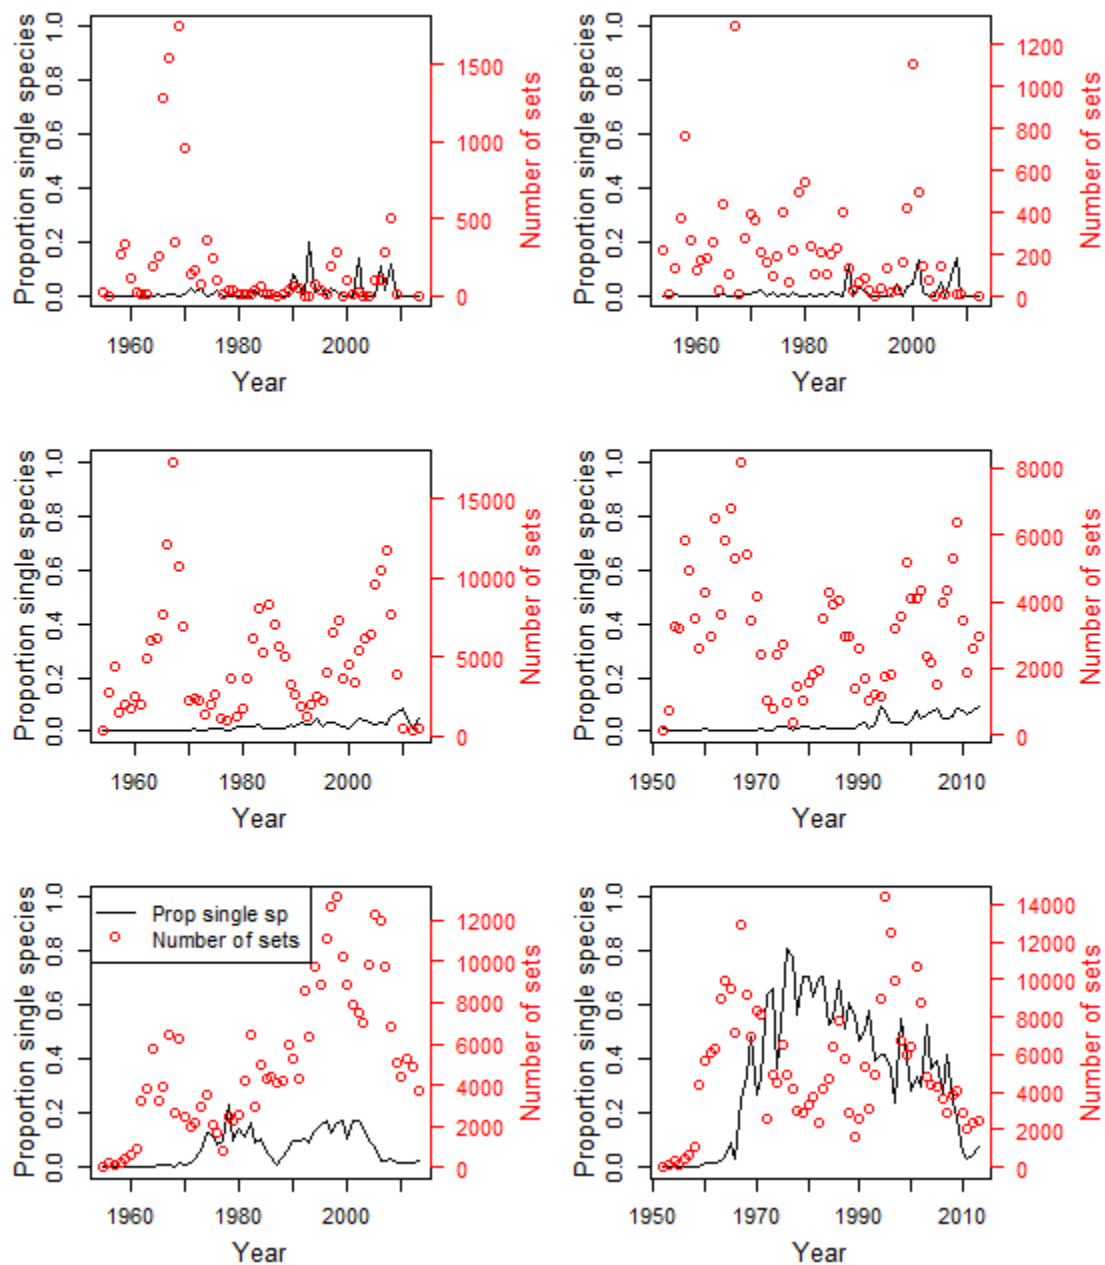 Proportion single species
0.0 0.2 0.4 0.6 0.8 1.0
1960 1980 2000
Year
0 500 1000 1500
Number of sets
Proportion single species
0.0 0.2 0.4 0.6 0.8 1.0
1960 1980 2000
Year
0 200 400 600 800 1000 1200
Number of sets
Proportion single species
0.0 0.2 0.4 0.6 0.8 1.0
1960 1980 2000
Year
0 5000 10000 15000
Number of sets
Proportion single species
0.0 0.2 0.4 0.6 0.8 1.0
1950 1970 1990 2010
Year
0 2000 4000 6000 8000
Number of sets
Proportion single species
0.0 0.2 0.4 0.6 0.8 1.0
Prop single sp
Number of sets
1960 1980 2000
Year
0 2000 4000 6000 8000 10000 12000
Number of sets
Proportion single species
0.0 0.2 0.4 0.6 0.8 1.0
1950 1970 1990 2010
Year
0 2000 4000 6000 8000 10000 12000 14000
Number of sets